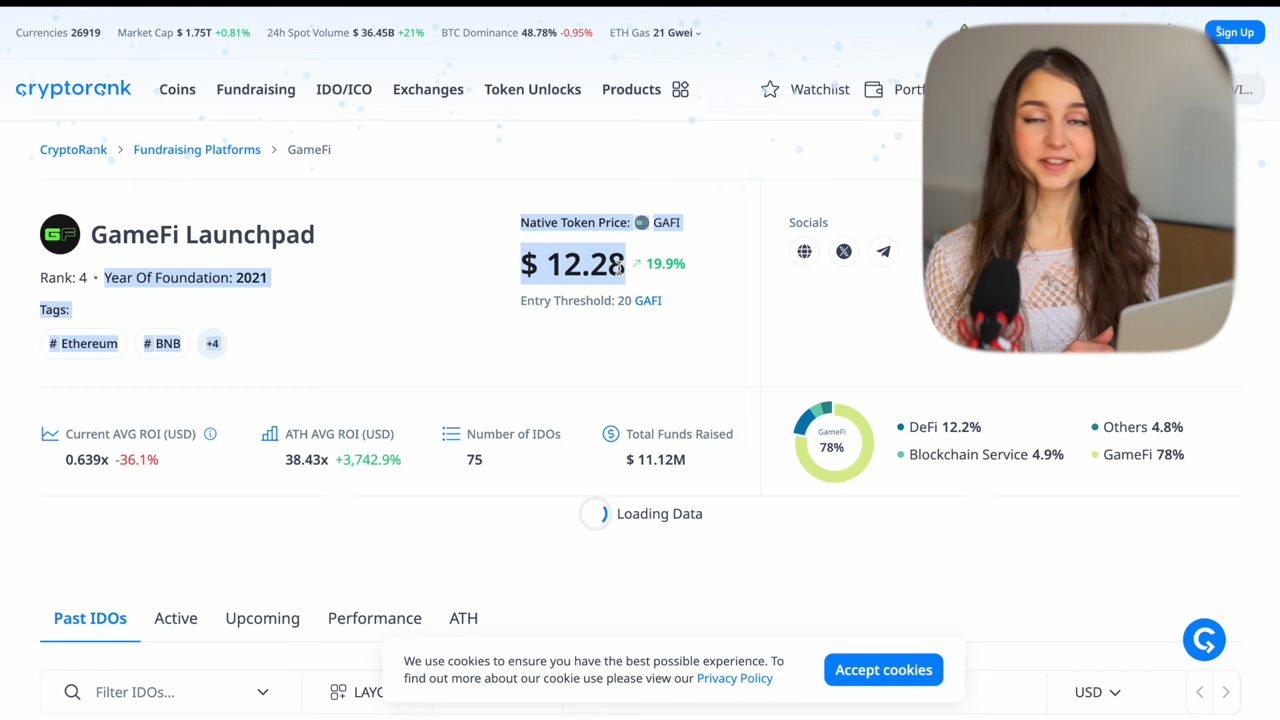 Currencies 26919 Market Cap $ 1.75T +0.81% 24h Spot Volume $ 36.45B +21% BTC Dominance 48.78% -0.95% ETH Gas 21 Gwei Sign Up
cryptorank Coins Fundraising IDO/ICO Exchanges Token Unlocks Products Watchlist
CryptoRank > Fundraising Platforms > GameFi
GameFi Launchpad
Rank: 4 • Year Of Foundation: 2021
Tags:
# Ethereum # BNB +4
Native Token Price: GAFI
$ 12.28 19.9%
Entry Threshold: 20 GAFI
Socials
Current AVG ROI (USD)
0.639x -36.1%
ATH AVG ROI (USD)
38.43x +3,742.9%
Number of IDOs
75
Total Funds Raised
$ 11.12M
GameFi
78%
DeFi 12.2% Others 4.8%
Blockchain Service 4.9% GameFi 78%
Loading Data
Past IDOs Active Upcoming Performance ATH
We use cookies to ensure you have the best possible experience. To
find out more about our cookie use please view our Privacy Policy
Accept cookies
Filter IDOs... USD